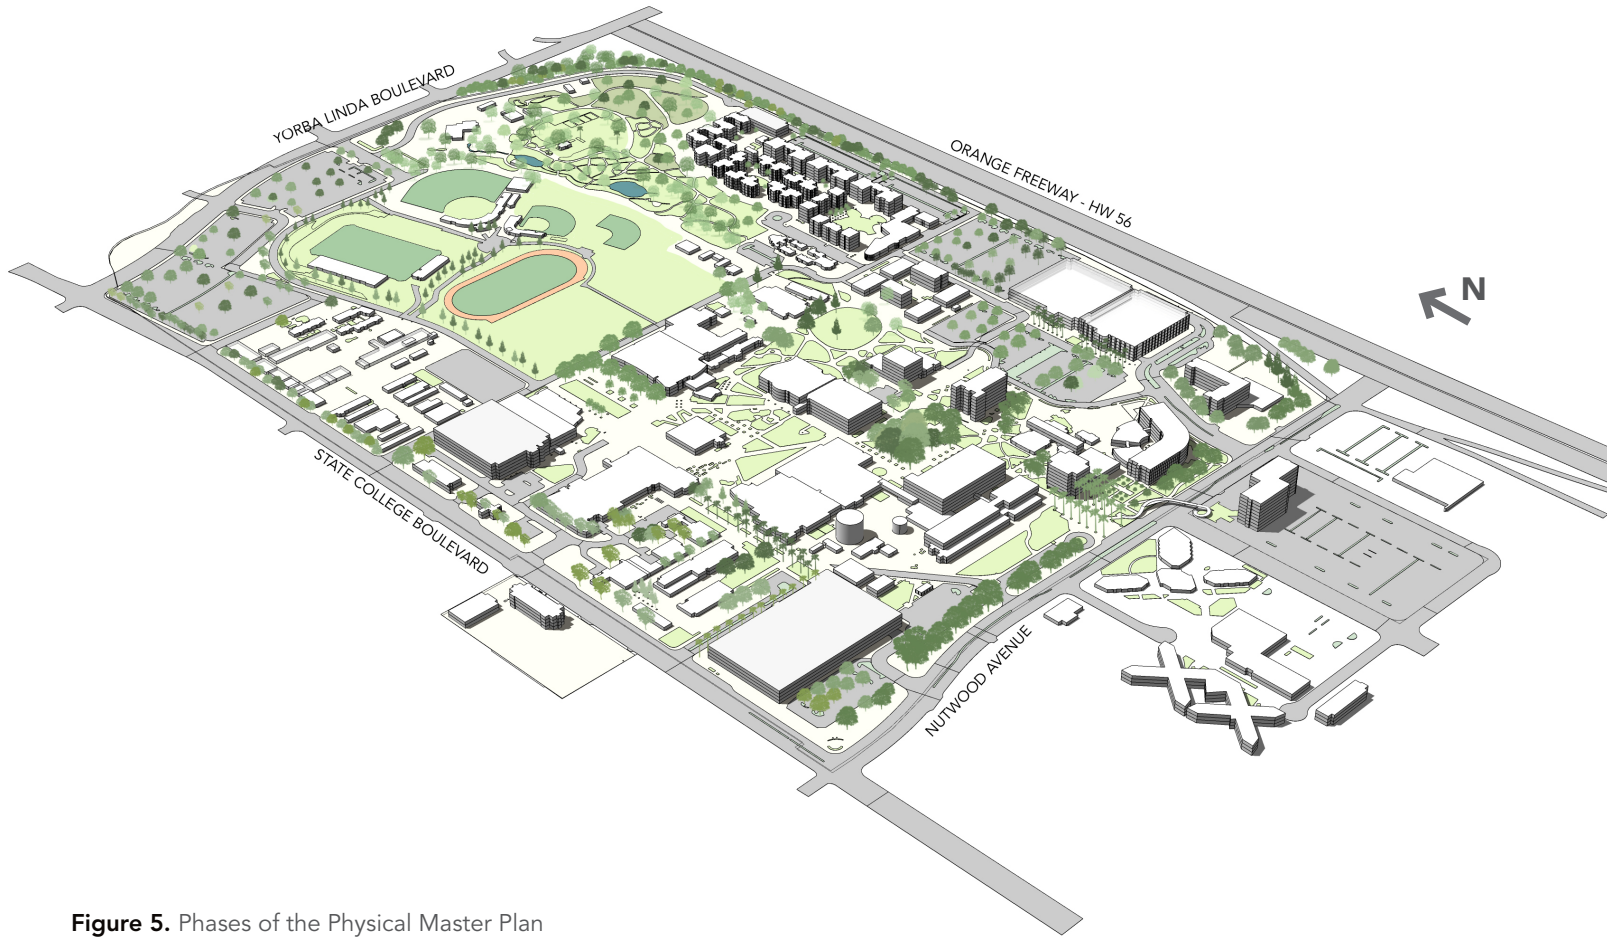 YORBA LINDA BOULEVARD
ORANGE FREEWAY - HW 56
N
STATE COLLEGE BOULEVARD
NUTWOOD AVENUE
Figure 5. Phases of the Physical Master Plan